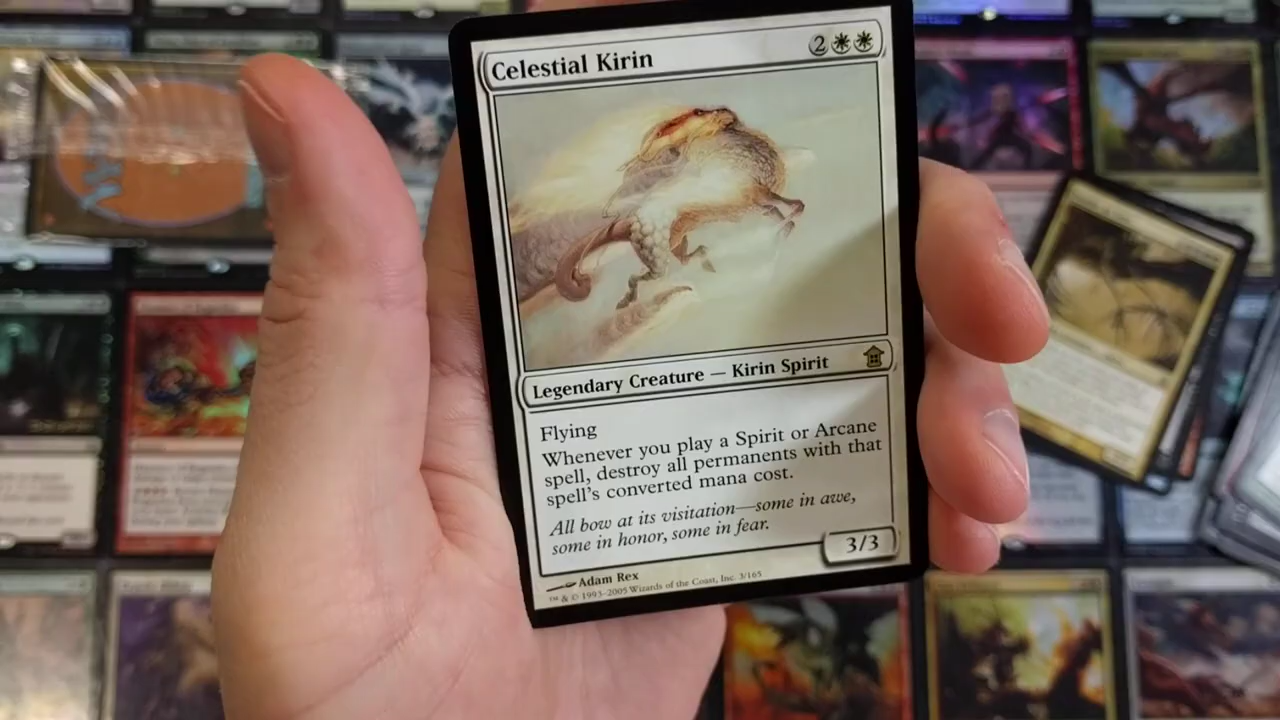 Celestial Kirin 2
Legendary Creature — Kirin Spirit
Flying
Whenever you play a Spirit or Arcane
spell, destroy all permanents with that
spell's converted mana cost.
All bow at its visitation—some in awe,
some in honor, some in fear.
3/3
Adam Rex
™ & © 1993–2005 Wizards of the Coast, Inc. 3/165